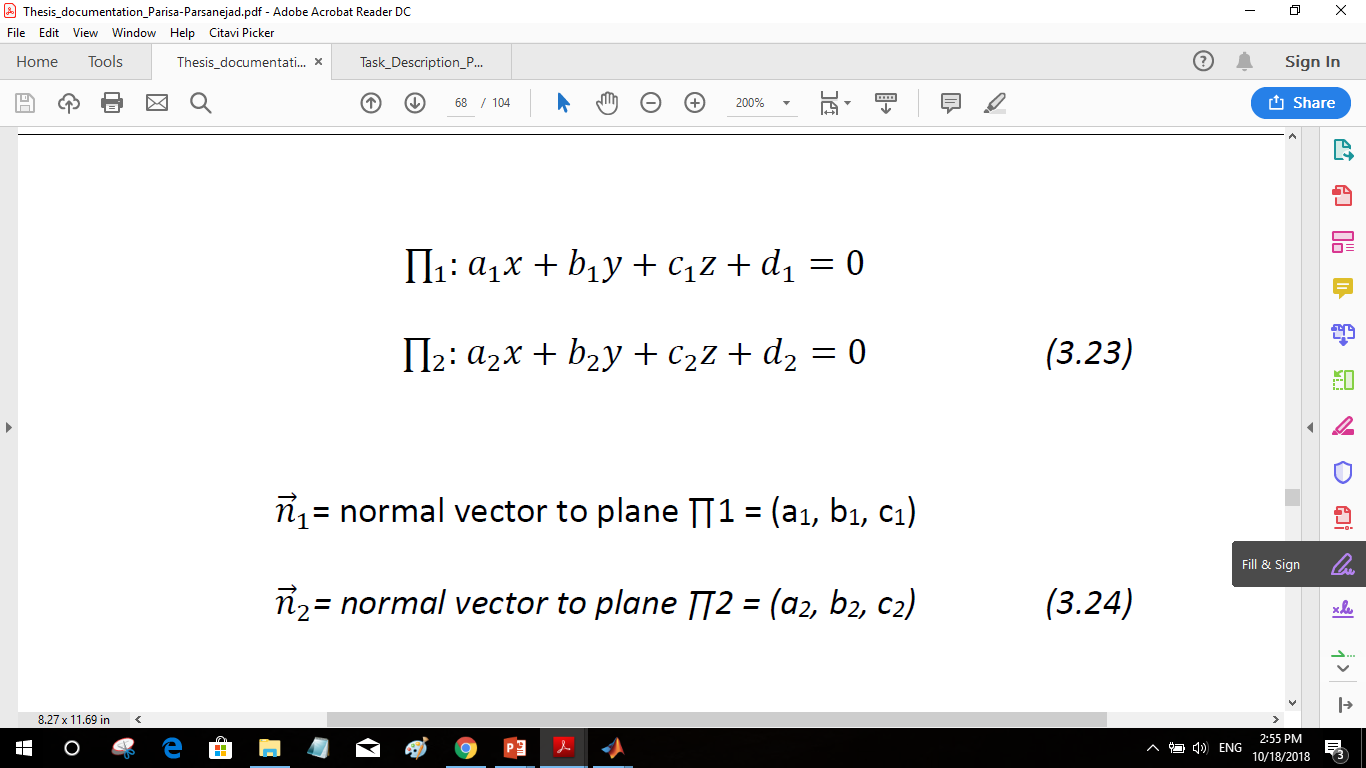 Thesis_documentation_Parisa-Parsanejad.pdf - Adobe Acrobat Reader DC
File Edit View Window Help Citavi Picker
Home Tools Thesis_documentati... × Task_Description_P... Sign In
68 / 104 200% Share
∏₁: a₁x + b₁y + c₁z + d₁ = 0
∏₂: a₂x + b₂y + c₂z + d₂ = 0 (3.23)
n⃗₁= normal vector to plane ∏1 = (a₁, b₁, c₁)
Fill & Sign
n⃗₂= normal vector to plane ∏2 = (a₂, b₂, c₂) (3.24)
8.27 x 11.69 in
ENG 2:55 PM
10/18/2018 3